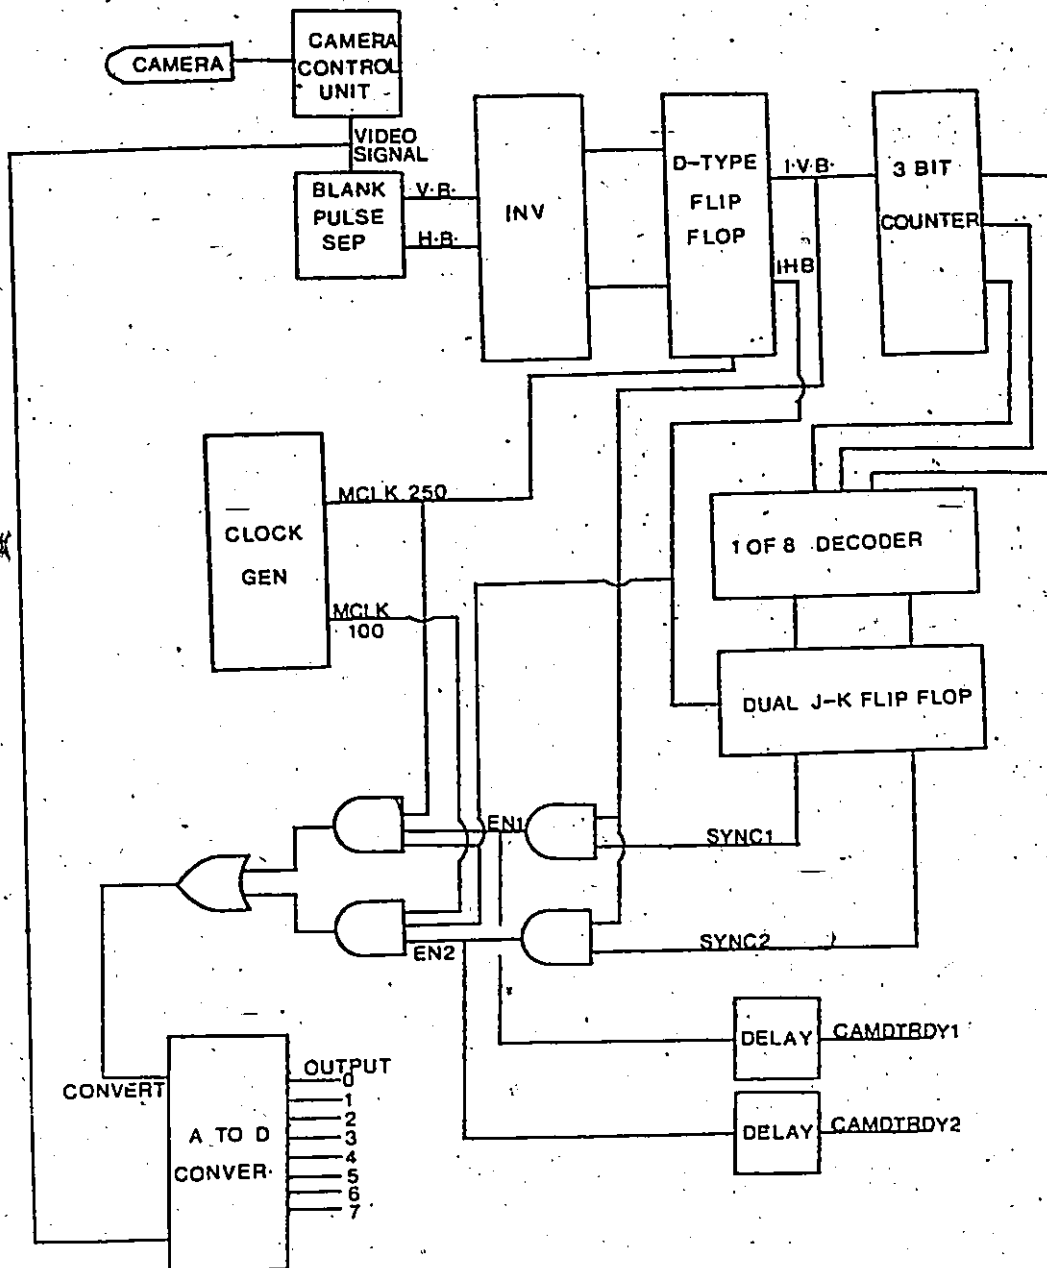 CAMERA
CAMERA
CONTROL
UNIT
VIDEO
SIGNAL
BLANK
PULSE
SEP
V.B.
H.B.
INV
D-TYPE
FLIP
FLOP
I.V.B.
IHB
3 BIT
COUNTER
CLOCK
GEN
MCLK 250
MCLK
100
1 OF 8 DECODER
DUAL J-K FLIP FLOP
EN1
SYNC1
EN2
SYNC2
DELAY
CAMDTRDY1
DELAY
CAMDTRDY2
CONVERT
A TO D
CONVER.
OUTPUT
0
1
2
3
4
5
6
7